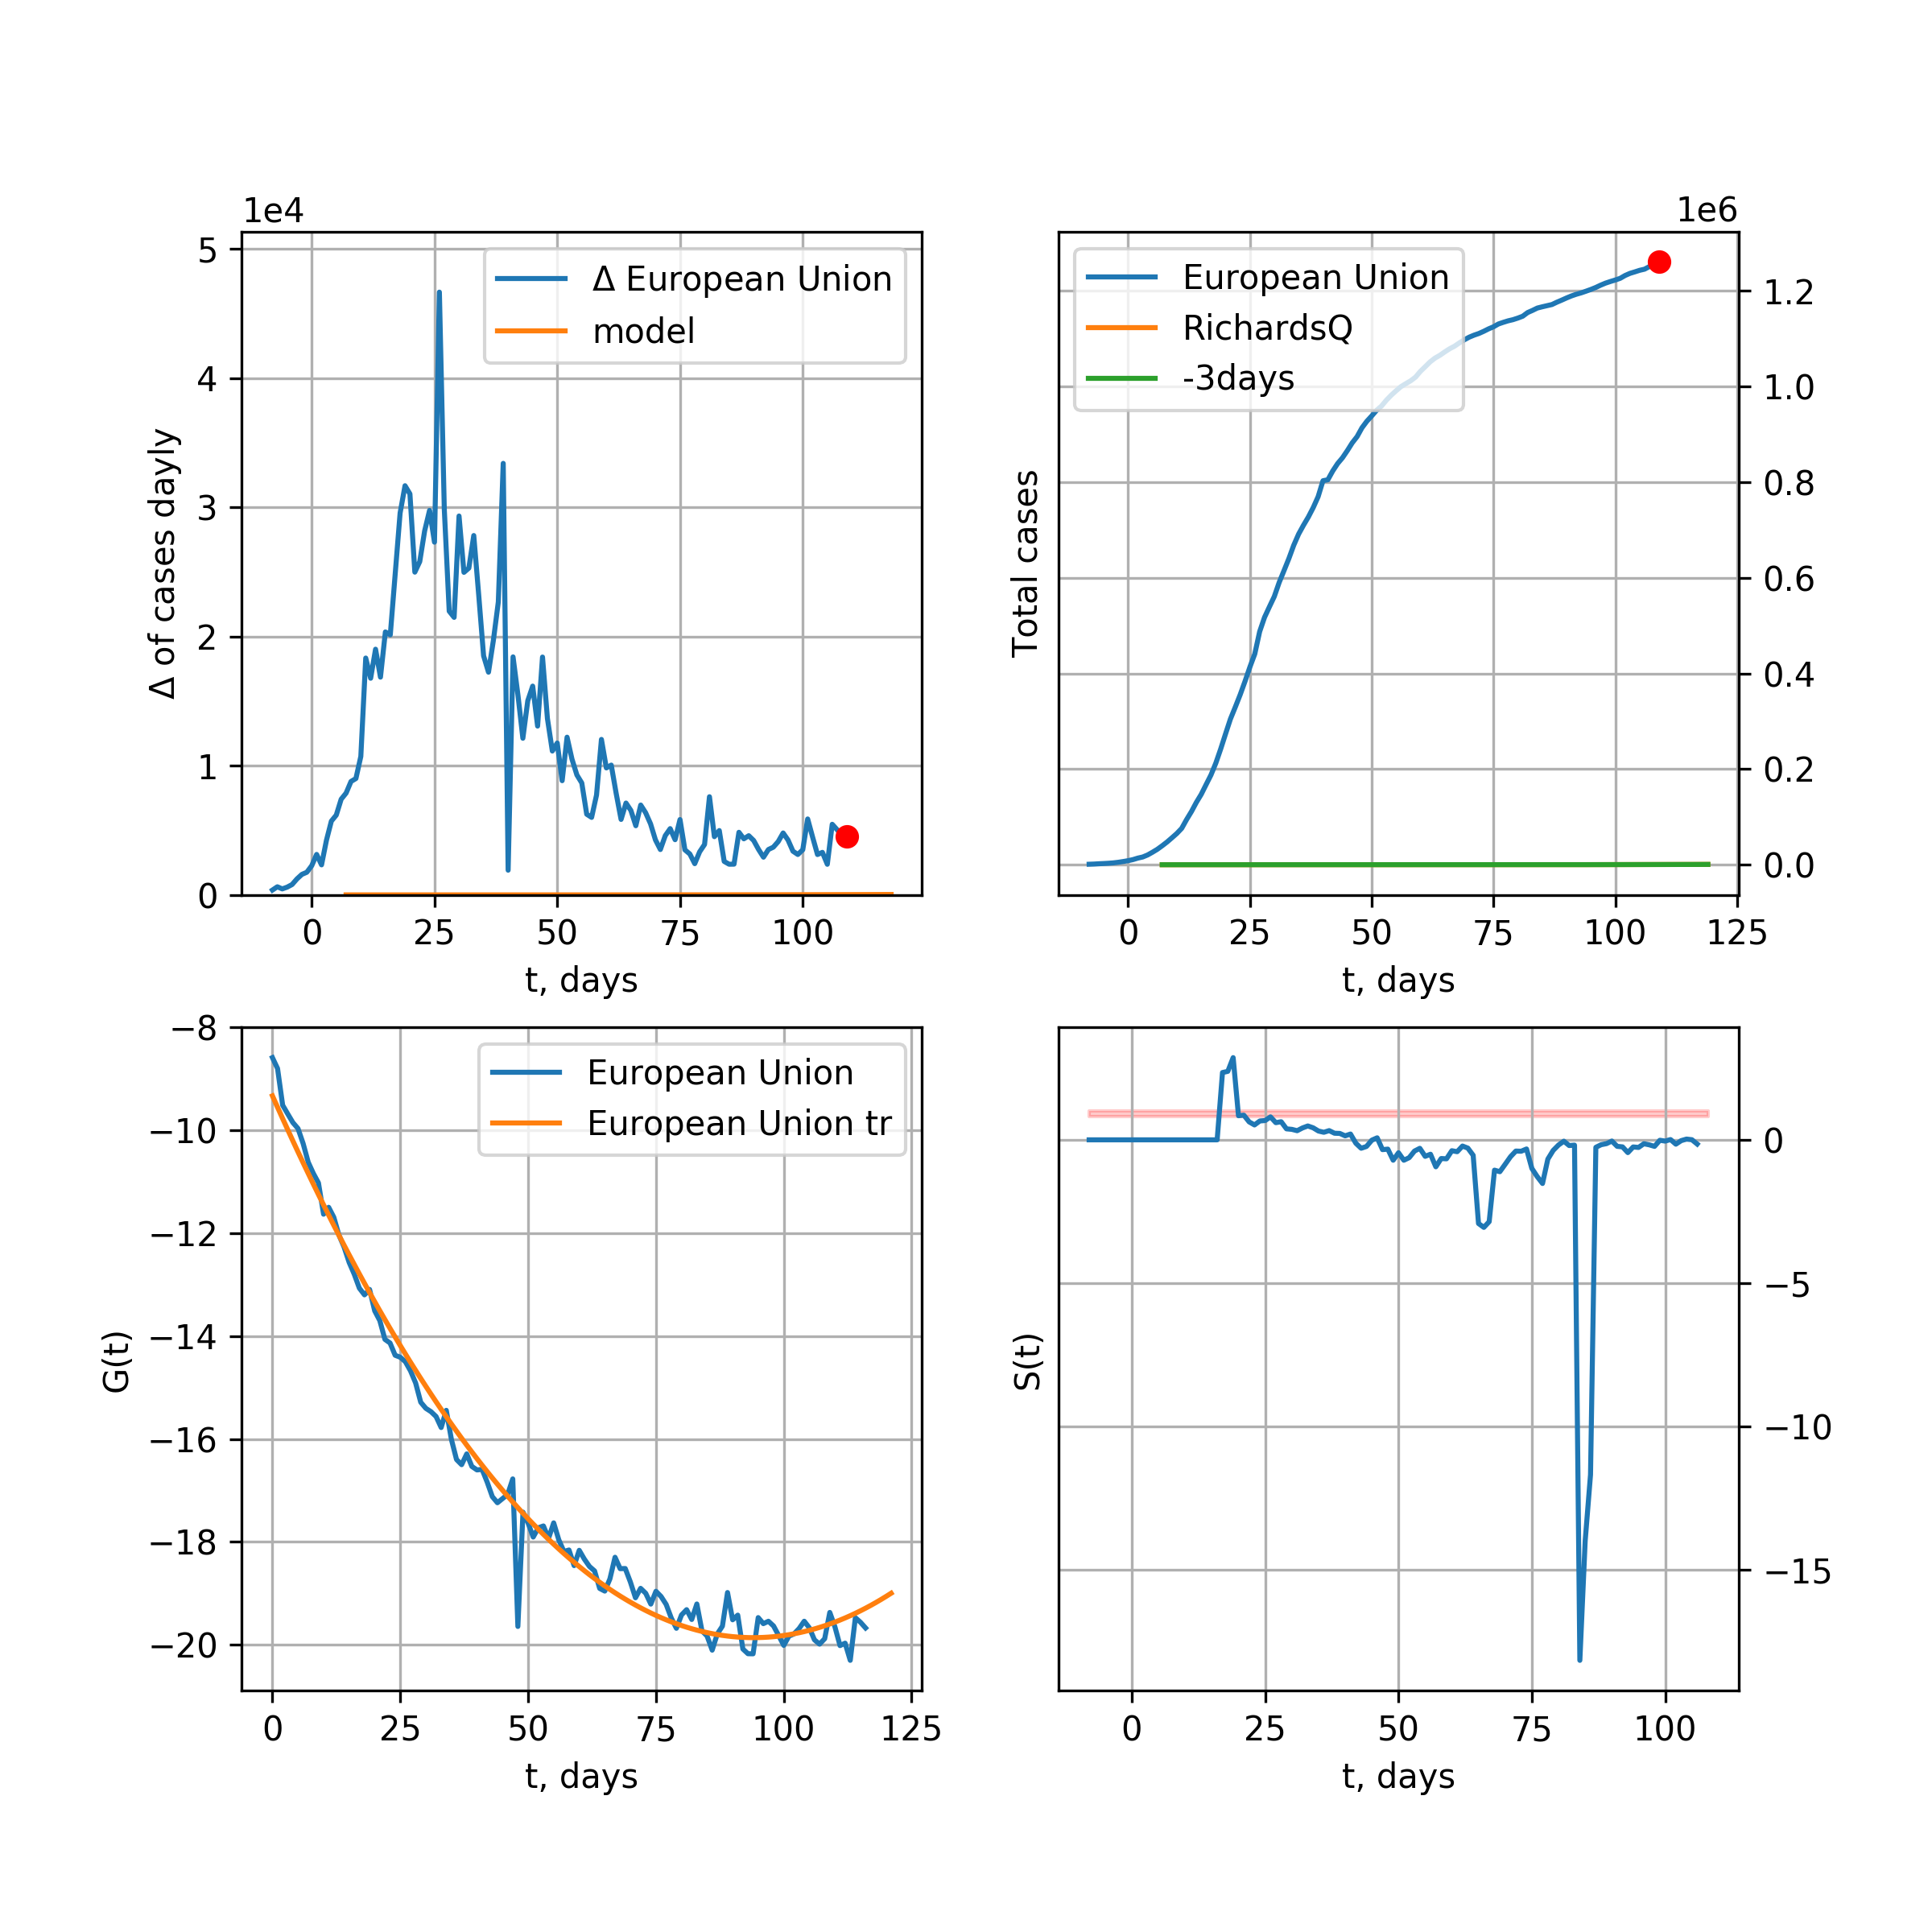 1e4
5
4
3
2
1
0
Δ of cases dayly
Δ European Union
model
0 25 50 75 100
t, days
1e6
European Union
RichardsQ
-3days
Total cases
1.2
1.0
0.8
0.6
0.4
0.2
0.0
0 25 50 75 100 125
t, days
−8
−10
−12
−14
−16
−18
−20
G(t)
European Union
European Union tr
0 25 50 75 100 125
t, days
S(t)
0
−5
−10
−15
0 25 50 75 100
t, days